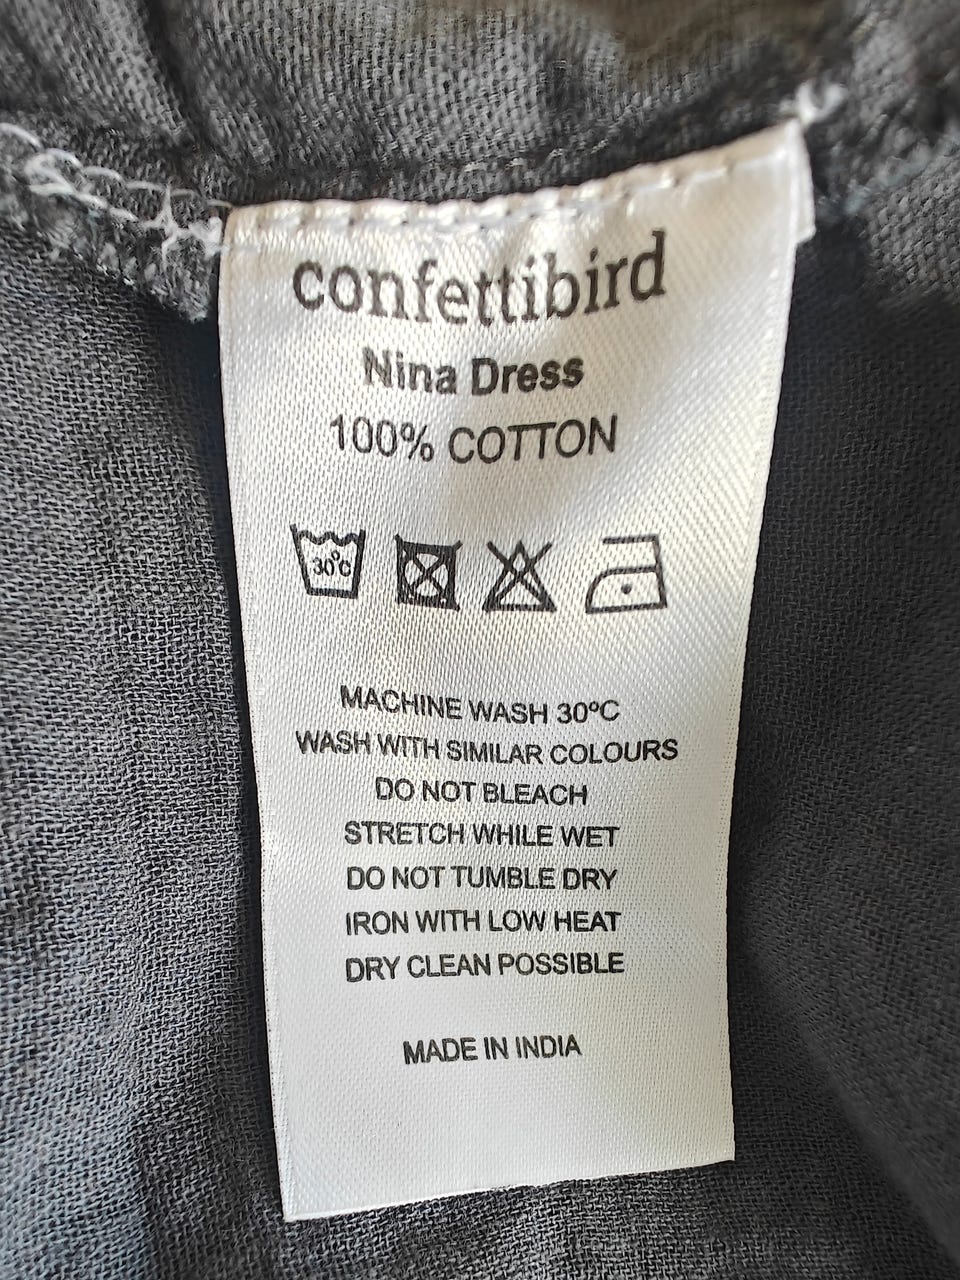 confettibird
Nina Dress
100% COTTON
30°C
MACHINE WASH 30ºC
WASH WITH SIMILAR COLOURS
DO NOT BLEACH
STRETCH WHILE WET
DO NOT TUMBLE DRY
IRON WITH LOW HEAT
DRY CLEAN POSSIBLE
MADE IN INDIA